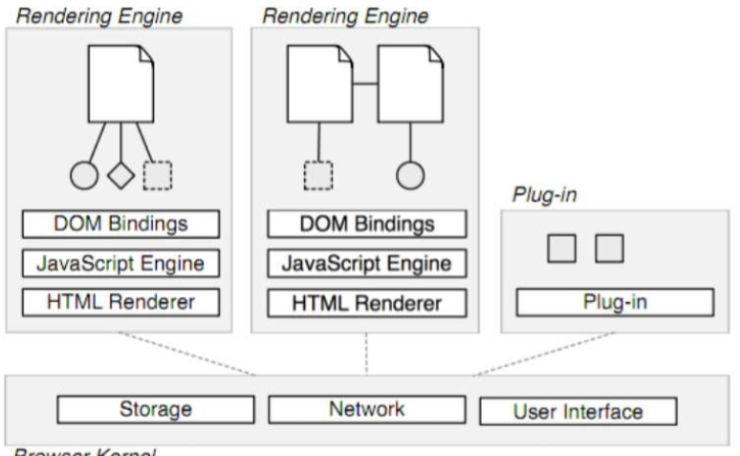 Rendering Engine
Rendering Engine
DOM Bindings
JavaScript Engine
HTML Renderer
DOM Bindings
JavaScript Engine
HTML Renderer
Plug-in
Plug-in
Storage
Network
User Interface
Browser Kernel